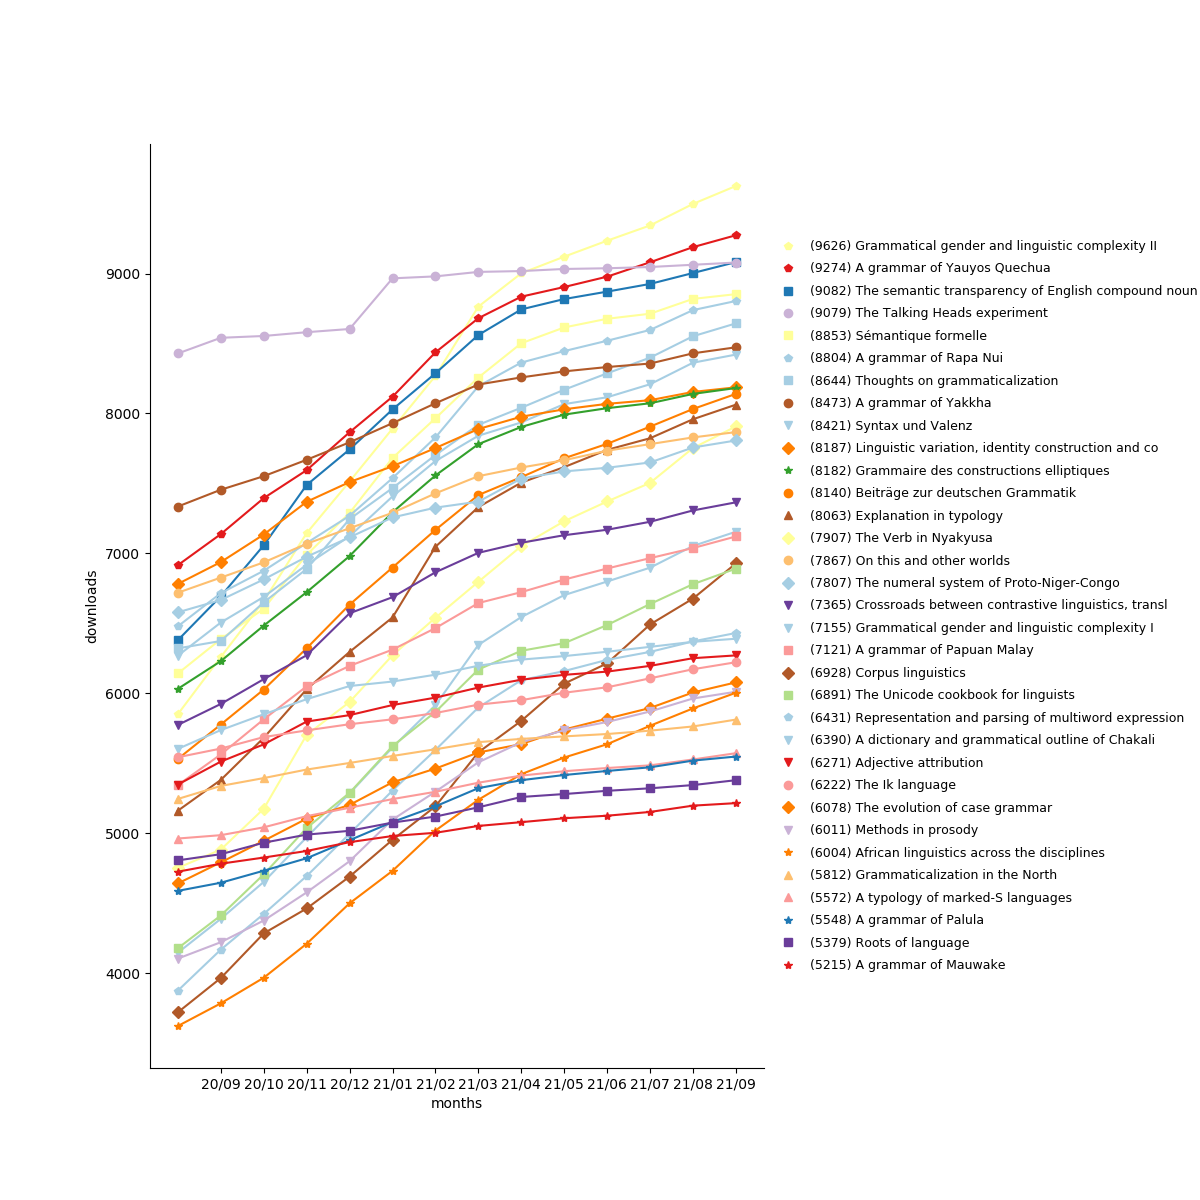 9000
8000
7000
6000
5000
4000
downloads
20/09 20/10 20/11 20/12 21/01 21/02 21/03 21/04 21/05 21/06 21/07 21/08 21/09
months
(9626) Grammatical gender and linguistic complexity II
(9274) A grammar of Yauyos Quechua
(9082) The semantic transparency of English compound noun
(9079) The Talking Heads experiment
(8853) Sémantique formelle
(8804) A grammar of Rapa Nui
(8644) Thoughts on grammaticalization
(8473) A grammar of Yakkha
(8421) Syntax und Valenz
(8187) Linguistic variation, identity construction and co
(8182) Grammaire des constructions elliptiques
(8140) Beiträge zur deutschen Grammatik
(8063) Explanation in typology
(7907) The Verb in Nyakyusa
(7867) On this and other worlds
(7807) The numeral system of Proto-Niger-Congo
(7365) Crossroads between contrastive linguistics, transl
(7155) Grammatical gender and linguistic complexity I
(7121) A grammar of Papuan Malay
(6928) Corpus linguistics
(6891) The Unicode cookbook for linguists
(6431) Representation and parsing of multiword expression
(6390) A dictionary and grammatical outline of Chakali
(6271) Adjective attribution
(6222) The Ik language
(6078) The evolution of case grammar
(6011) Methods in prosody
(6004) African linguistics across the disciplines
(5812) Grammaticalization in the North
(5572) A typology of marked-S languages
(5548) A grammar of Palula
(5379) Roots of language
(5215) A grammar of Mauwake